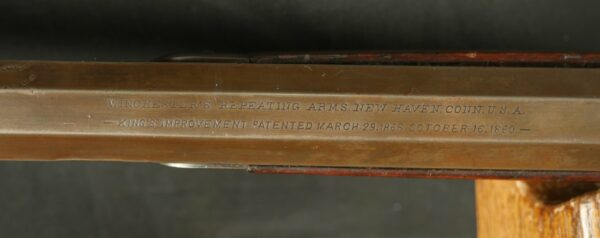 WINCHESTER'S REPEATING ARMS. NEW HAVEN. CONN. U.S.A.
— KING'S IMPROVEMENT PATENTED MARCH 29, 1866. OCTOBER 16, 1860 —